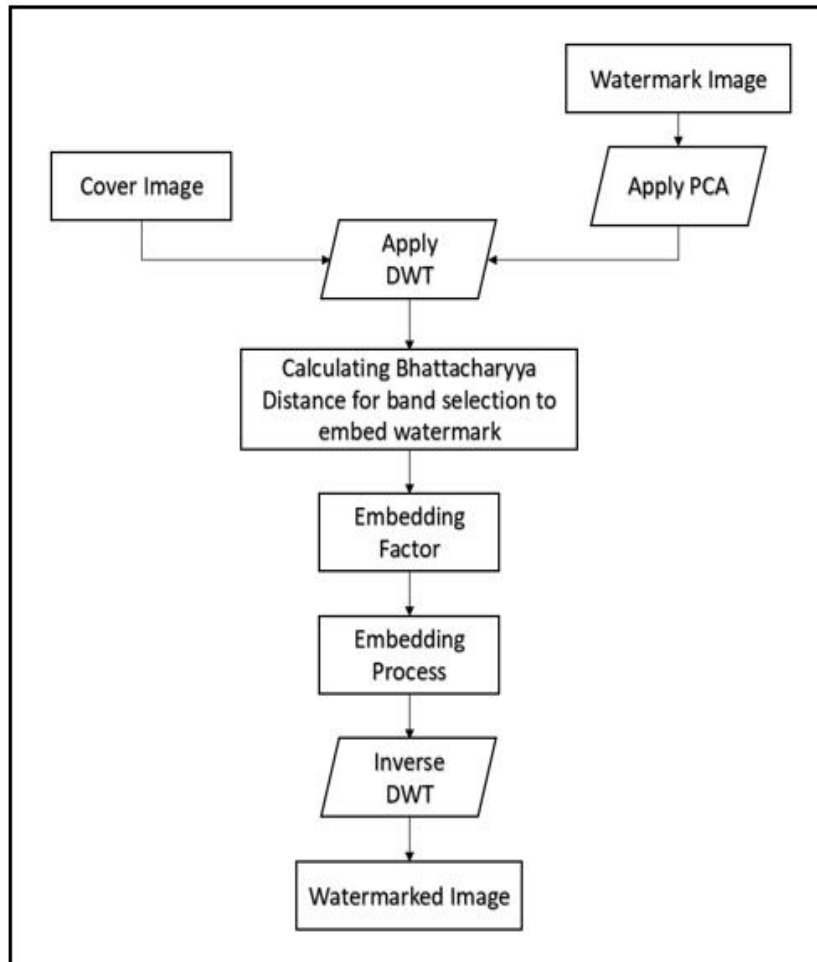 Watermark Image
Cover Image
Apply PCA
Apply
DWT
Calculating Bhattacharyya
Distance for band selection to
embed watermark
Embedding
Factor
Embedding
Process
Inverse
DWT
Watermarked Image